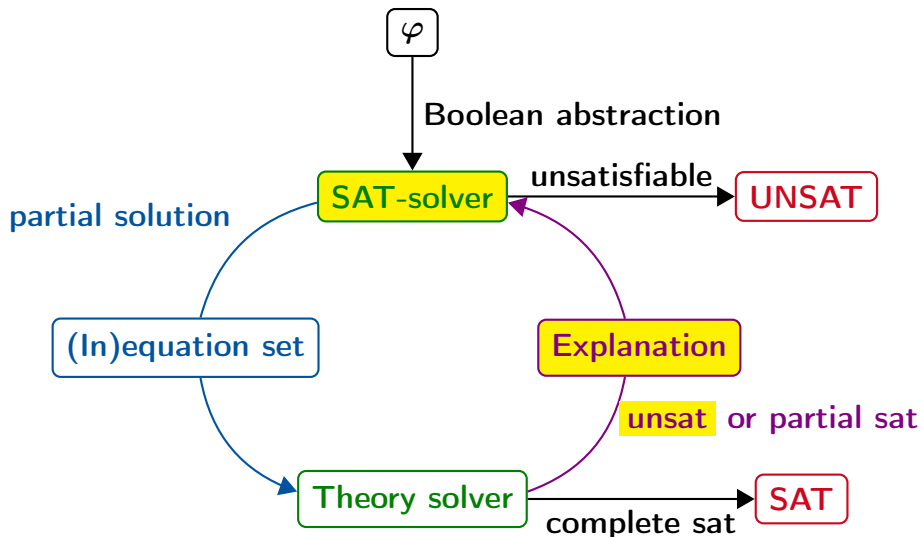 φ
Boolean abstraction
SAT-solver
unsatisfiable
UNSAT
partial solution
(In)equation set
Explanation
unsat or partial sat
Theory solver
complete sat
SAT